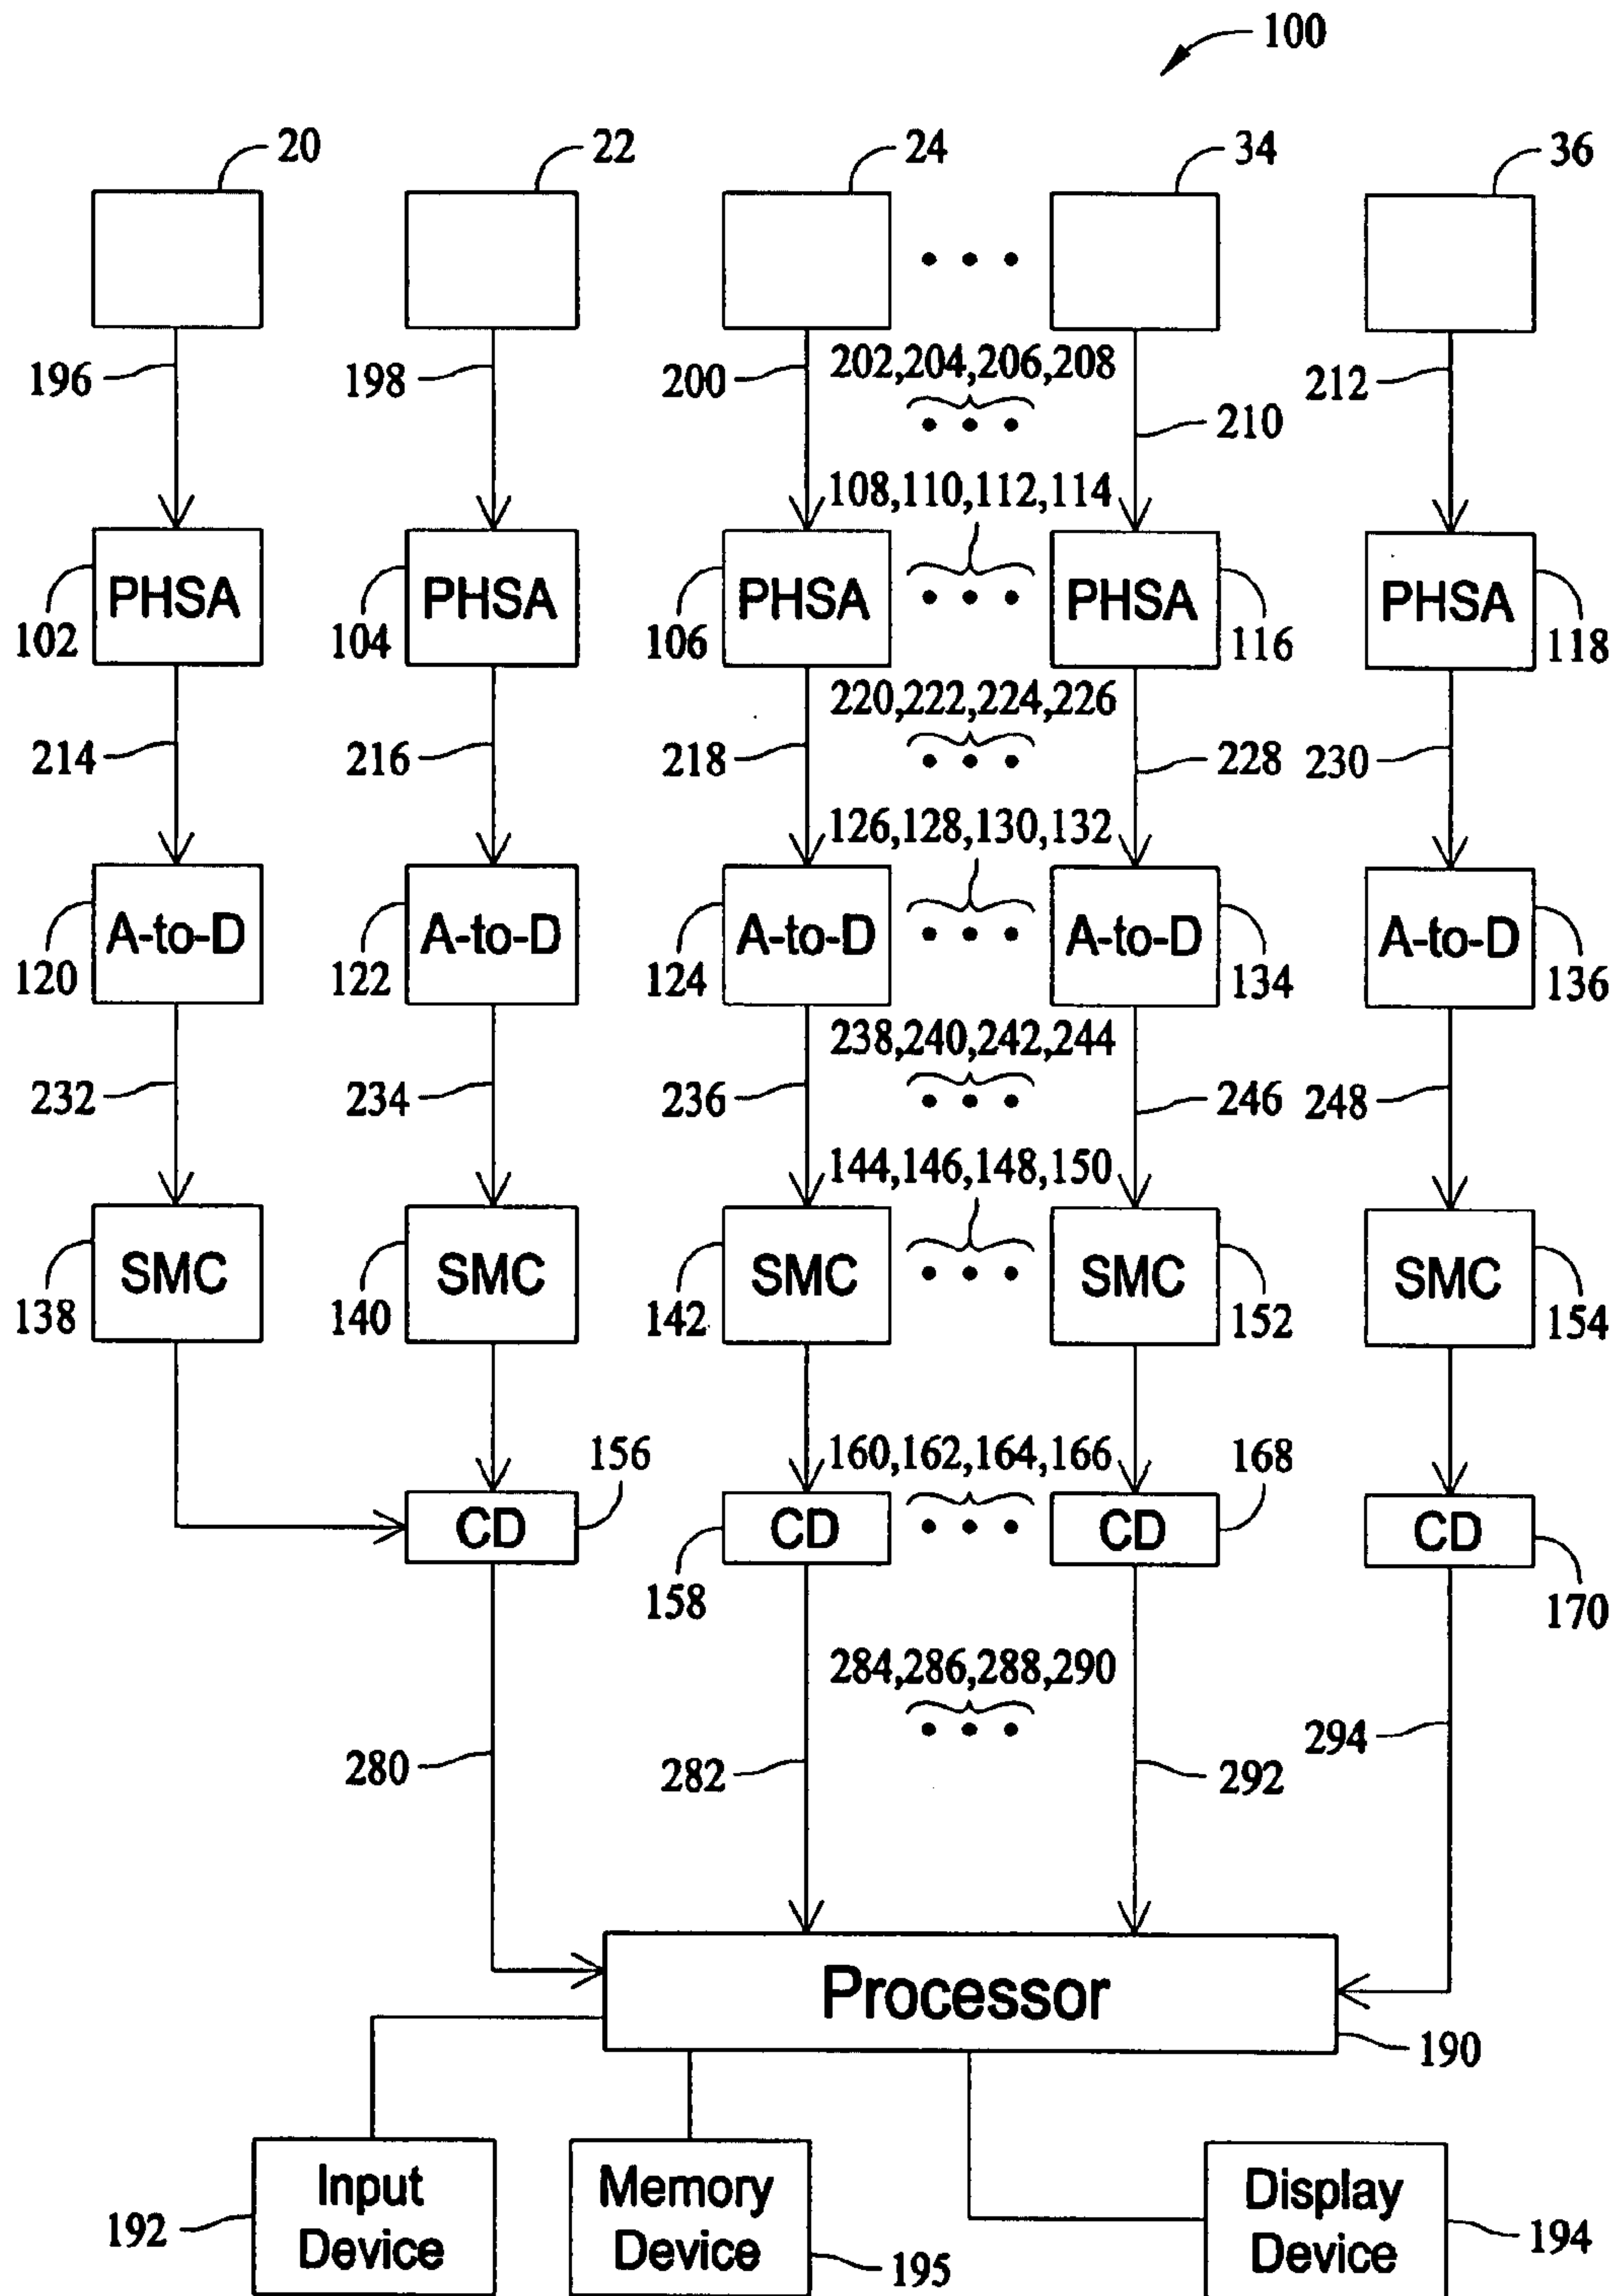 100
20 22 24 34 36
202,204,206,208
196 198 200 212
210
108,110,112,114
PHSA PHSA PHSA PHSA PHSA
102 104 106 116 118
220,222,224,226
214 216 218 228 230
126,128,130,132
A-to-D A-to-D A-to-D A-to-D A-to-D
120 122 124 134 136
238,240,242,244
232 234 236 246 248
144,146,148,150
SMC SMC SMC SMC SMC
138 140 142 152 154
156 160,162,164,166 168
CD CD CD CD
158 170
284,286,288,290
280 282 292 294
Processor
190
Input
Device
Memory
Device
Display
Device
192 195 194